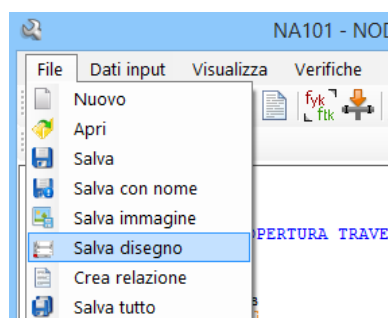 NA101 - NOD
File Dati input Visualizza Verifiche
fyk
ftk
Nuovo
Apri
Salva
Salva con nome
Salva immagine
Salva disegno
PERTURA TRAVE
Crea relazione
Salva tutto